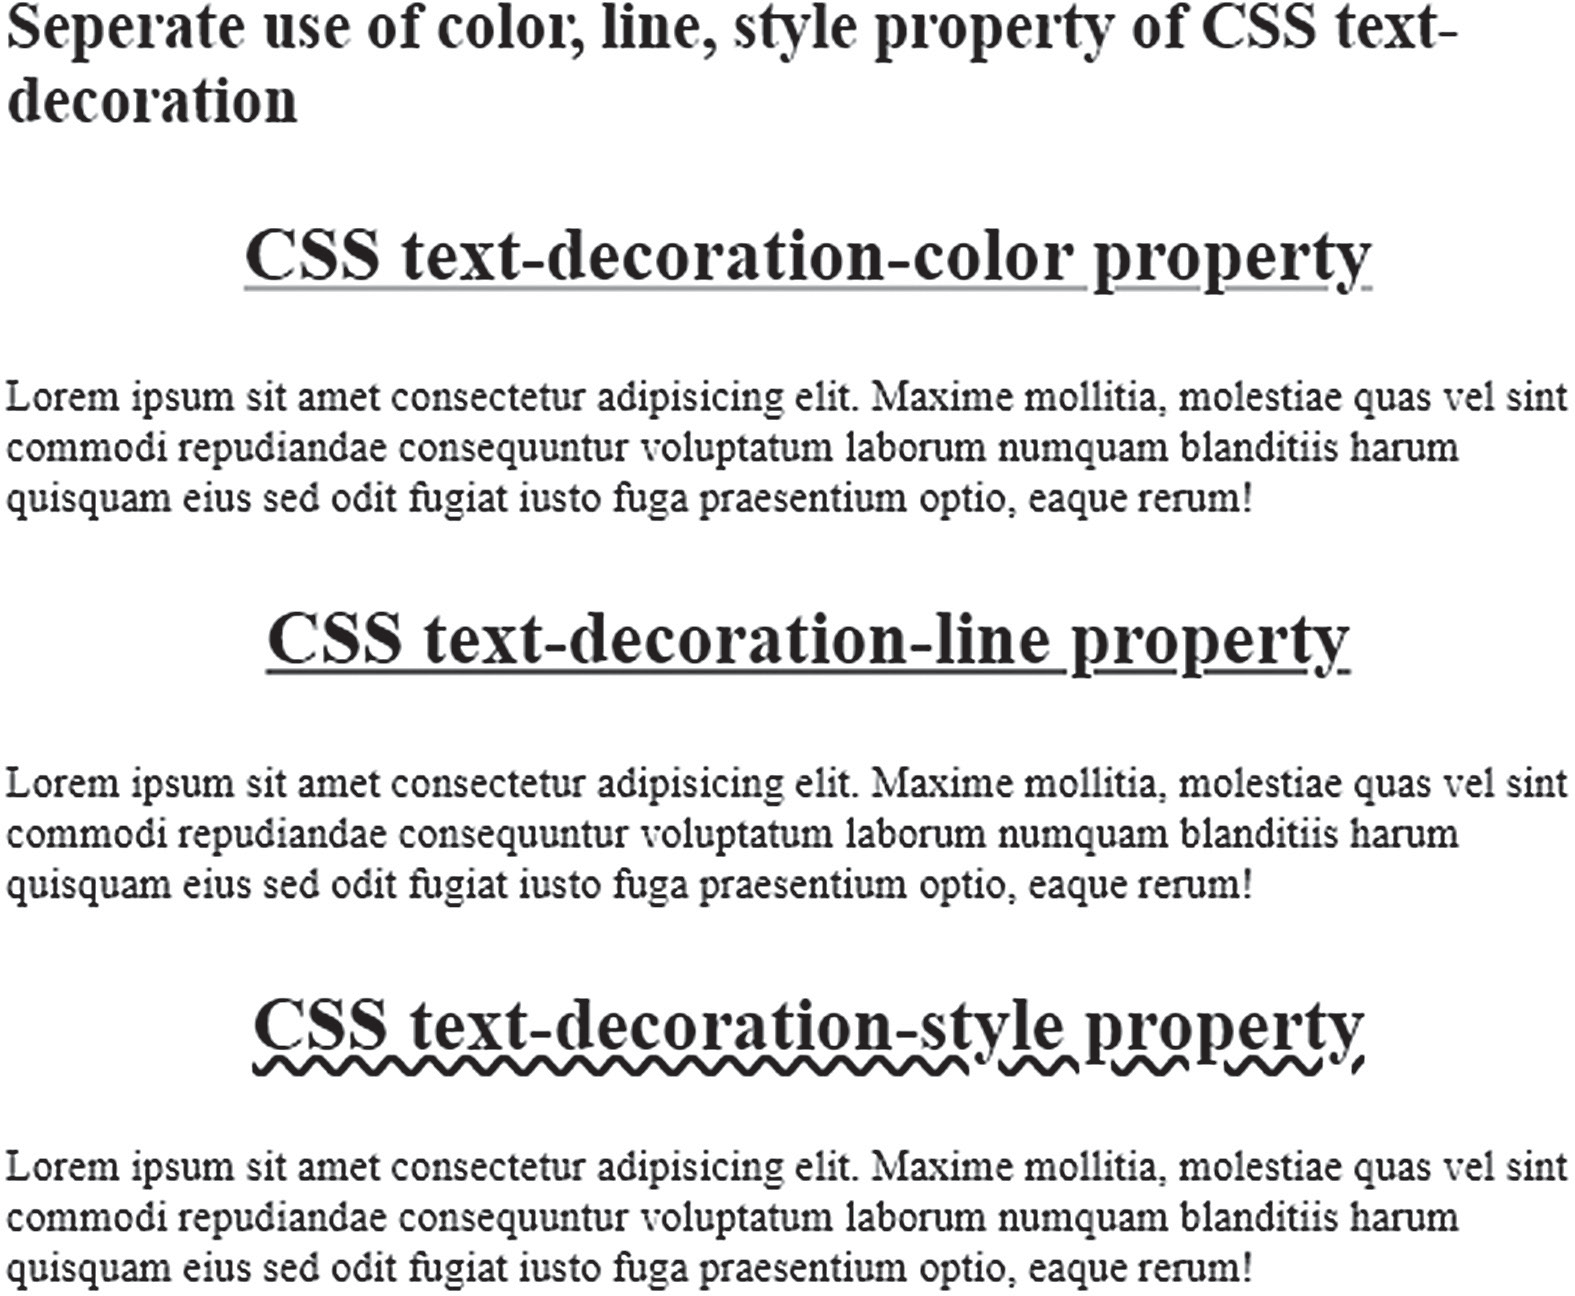 Seperate use of color, line, style property of CSS text-
decoration
CSS text-decoration-color property
Lorem ipsum sit amet consectetur adipisicing elit. Maxime mollitia, molestiae quas vel sint
commodi repudiandae consequuntur voluptatum laborum numquam blanditiis harum
quisquam eius sed odit fugiat iusto fuga praesentium optio, eaque rerum!
CSS text-decoration-line property
Lorem ipsum sit amet consectetur adipisicing elit. Maxime mollitia, molestiae quas vel sint
commodi repudiandae consequuntur voluptatum laborum numquam blanditiis harum
quisquam eius sed odit fugiat iusto fuga praesentium optio, eaque rerum!
CSS text-decoration-style property
Lorem ipsum sit amet consectetur adipisicing elit. Maxime mollitia, molestiae quas vel sint
commodi repudiandae consequuntur voluptatum laborum numquam blanditiis harum
quisquam eius sed odit fugiat iusto fuga praesentium optio, eaque rerum!